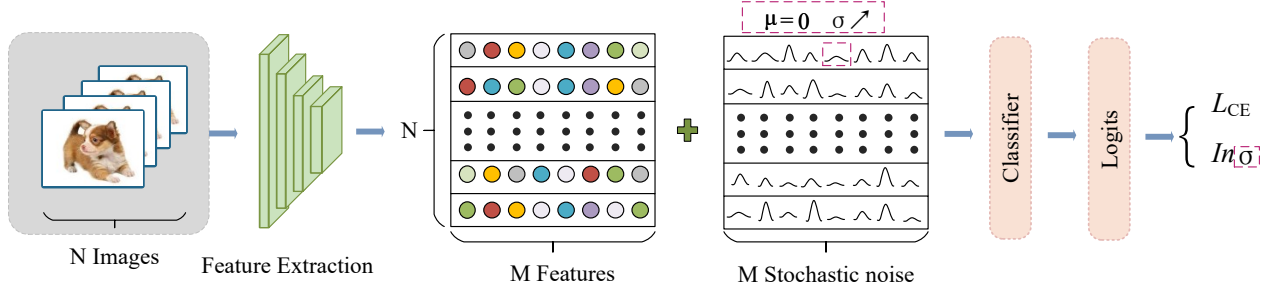 μ = 0 σ ↗
N
Classifier
Logits
L_CE
In σ
N Images
Feature Extraction
M Features
M Stochastic noise